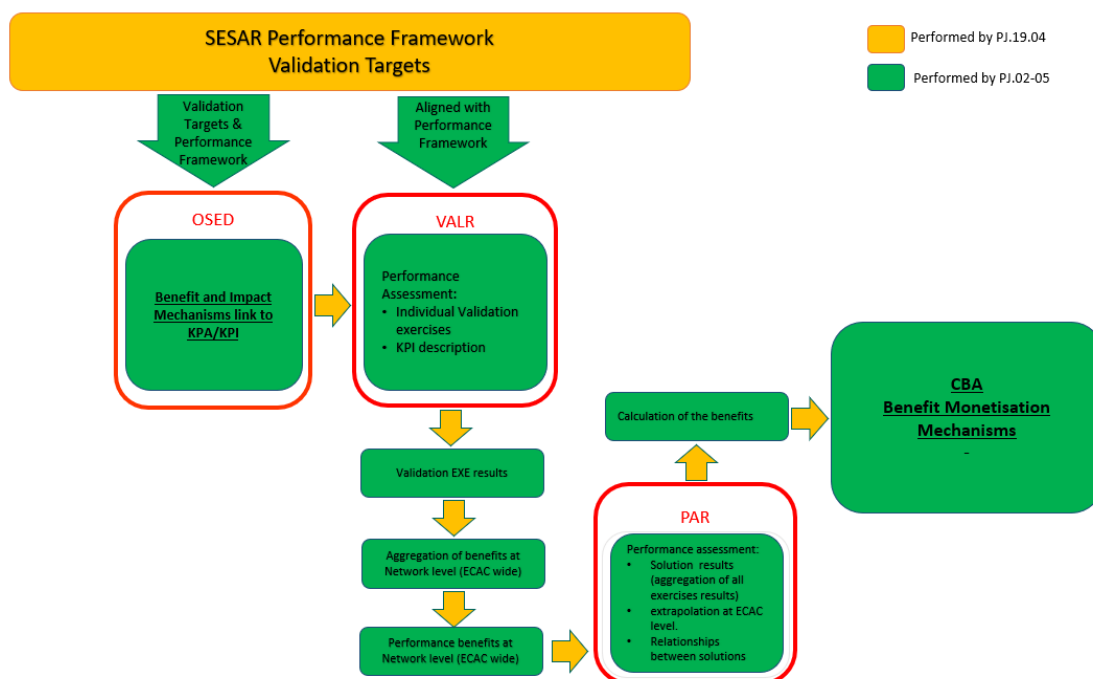 SESAR Performance Framework
Validation Targets
Performed by PJ.19.04
Performed by PJ.02-05
Validation
Targets &
Performance
Framework
Aligned with
Performance
Framework
OSED
Benefit and Impact
Mechanisms link to
KPA/KPI
VALR
Performance
Assessment:
• Individual Validation
exercises
• KPI description
Validation EXE results
Aggregation of benefits at
Network level (ECAC wide)
Performance benefits at
Network level (ECAC wide)
PAR
Performance assessment:
• Solution results
(aggregation of all
exercises results)
• extrapolation at ECAC
level.
• Relationships
between solutions
Calculation of the benefits
CBA
Benefit Monetisation
Mechanisms
-